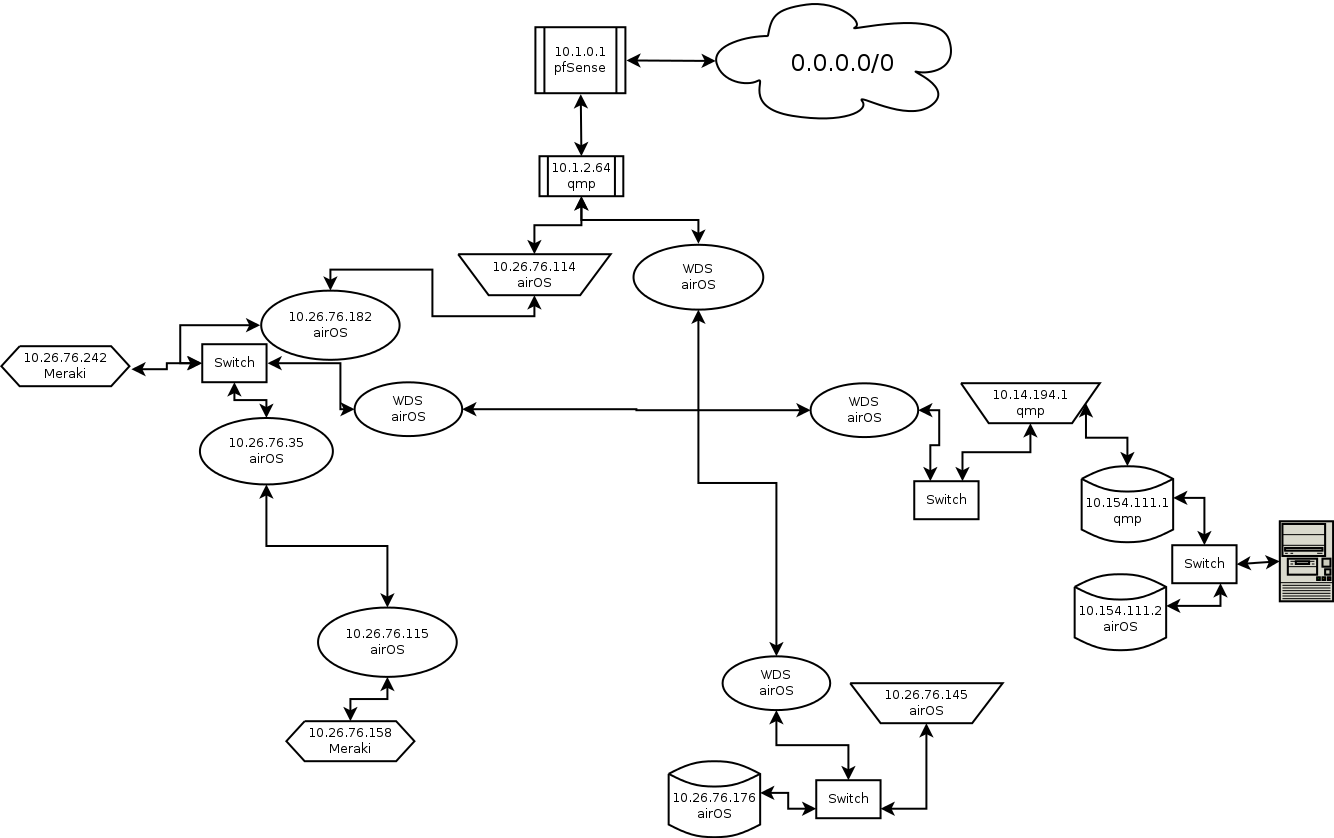 10.1.0.1
pfSense
0.0.0.0/0
10.1.2.64
qmp
10.26.76.114
airOS
WDS
airOS
10.26.76.182
airOS
10.26.76.242
Meraki
Switch
WDS
airOS
WDS
airOS
10.14.194.1
qmp
10.26.76.35
airOS
Switch
10.154.111.1
qmp
Switch
10.154.111.2
airOS
10.26.76.115
airOS
WDS
airOS
10.26.76.145
airOS
10.26.76.158
Meraki
10.26.76.176
airOS
Switch